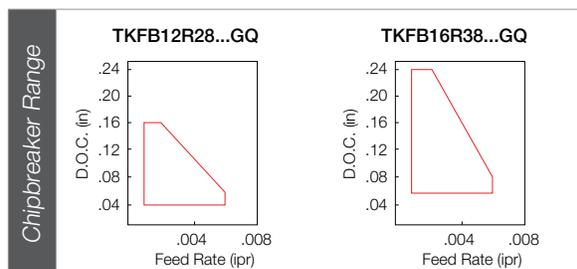 Chipbreaker Range
TKFB12R28...GQ
D.O.C. (in)
.24
.20
.16
.12
.08
.04
.004
.008
Feed Rate (ipr)
TKFB16R38...GQ
D.O.C. (in)
.24
.20
.16
.12
.08
.04
.004
.008
Feed Rate (ipr)